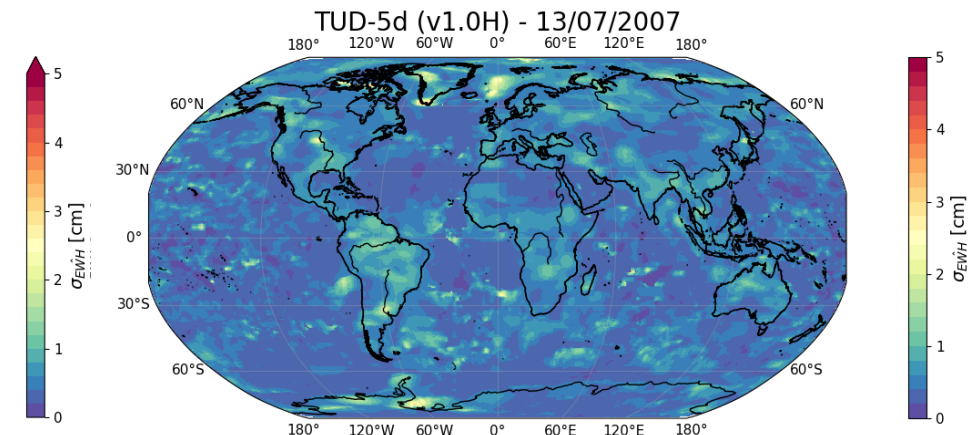 TUD-5d (v1.0H) - 13/07/2007
180° 120°W 60°W 0° 60°E 120°E 180°
5 5
60°N 60°N
4 4
30°N 30°N
3 3
σEWH [cm] 0° 0° σEWH [cm]
2 2
30°S 30°S
1 1
60°S 60°S
0 0
180° 120°W 60°W 0° 60°E 120°E 180°